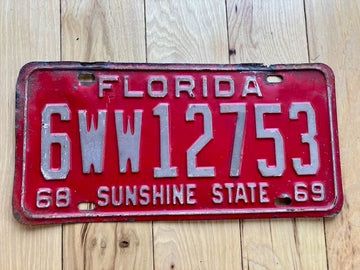 FLORIDA
6WW12753
68 SUNSHINE STATE 69